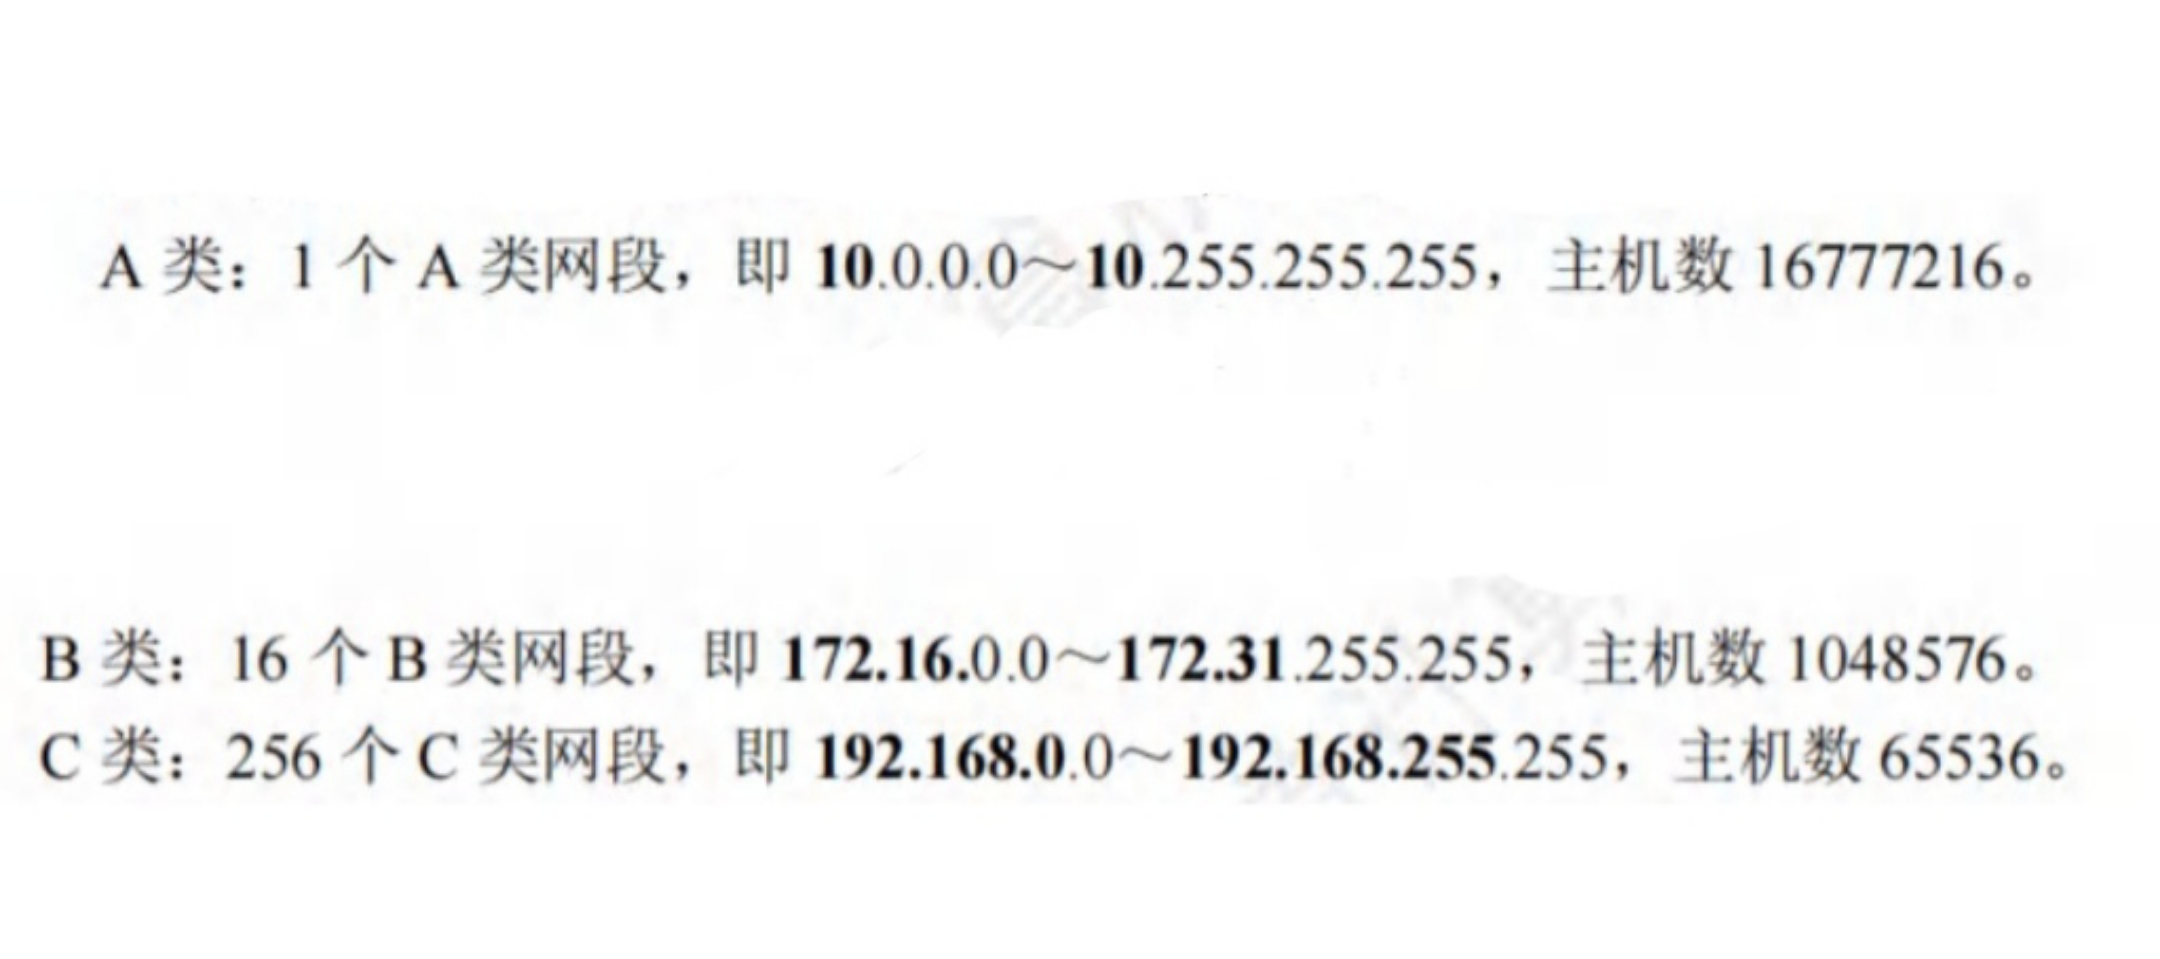 A 类：1 个 A 类网段，即 10.0.0.0～10.255.255.255，主机数 16777216。
B 类：16 个 B 类网段，即 172.16.0.0～172.31.255.255，主机数 1048576。
C 类：256 个 C 类网段，即 192.168.0.0～192.168.255.255，主机数 65536。